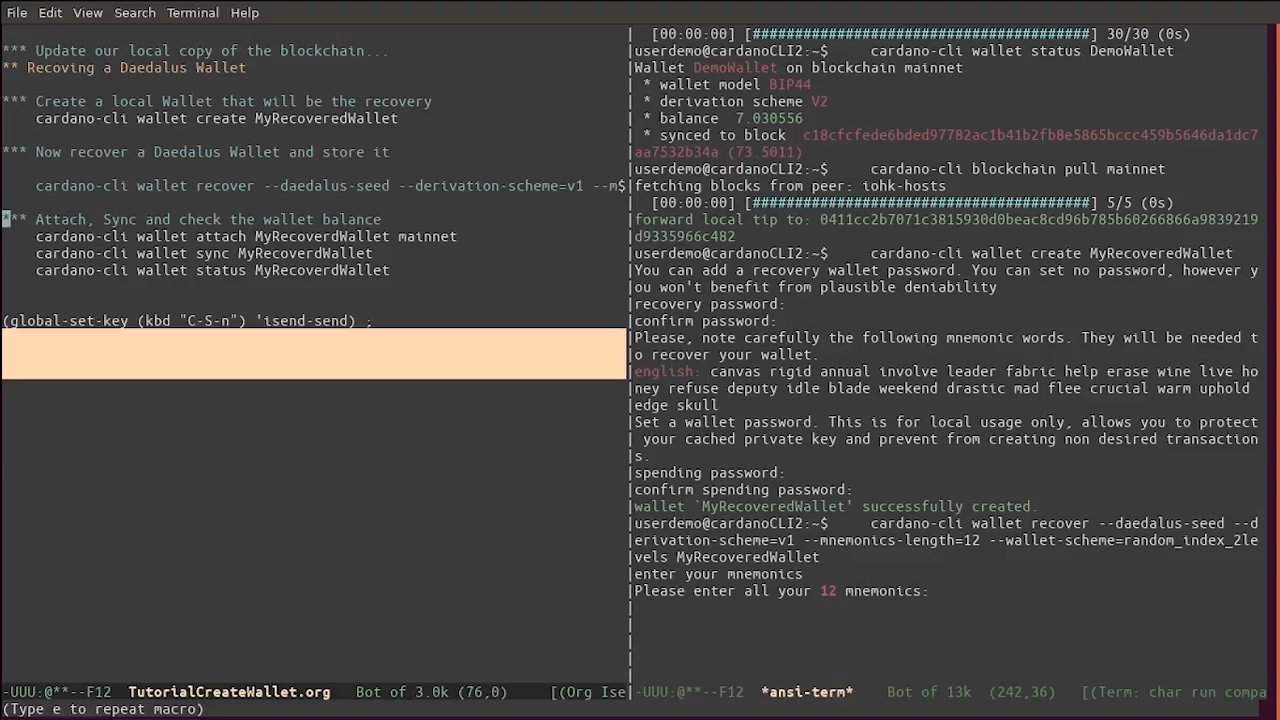 File Edit View Search Terminal Help
*** Update our local copy of the blockchain...
** Recoving a Daedalus Wallet
*** Create a local Wallet that will be the recovery
cardano-cli wallet create MyRecoveredWallet
*** Now recover a Daedalus Wallet and store it
cardano-cli wallet recover --daedalus-seed --derivation-scheme=v1 --m$
*** Attach, Sync and check the wallet balance
cardano-cli wallet attach MyRecoverdWallet mainnet
cardano-cli wallet sync MyRecoverdWallet
cardano-cli wallet status MyRecoverdWallet
(global-set-key (kbd "C-S-n") 'isend-send) ;
-UUU:@**--F12 TutorialCreateWallet.org Bot of 3.0k (76,0) [(Org Ise
| [00:00:00] [########################################] 30/30 (0s)
|userdemo@cardanoCLI2:~$ cardano-cli wallet status DemoWallet
|Wallet DemoWallet on blockchain mainnet
| * wallet model BIP44
| * derivation scheme V2
| * balance 7.030556
| * synced to block c18cfcfede6bded97782ac1b41b2fb8e5865bccc459b5646da1dc7
|aa7532b34a (73.5011)
|userdemo@cardanoCLI2:~$ cardano-cli blockchain pull mainnet
|fetching blocks from peer: iohk-hosts
| [00:00:00] [########################################] 5/5 (0s)
|forward local tip to: 0411cc2b7071c3815930d0beac8cd96b785b60266866a9839219
|d9335966c482
|userdemo@cardanoCLI2:~$ cardano-cli wallet create MyRecoveredWallet
|You can add a recovery wallet password. You can set no password, however y
|ou won't benefit from plausible deniability
|recovery password:
|confirm password:
|Please, note carefully the following mnemonic words. They will be needed t
|o recover your wallet.
|english: canvas rigid annual involve leader fabric help erase wine live ho
|ney refuse deputy idle blade weekend drastic mad flee crucial warm uphold
|edge skull
|Set a wallet password. This is for local usage only, allows you to protect
| your cached private key and prevent from creating non desired transaction
|s.
|spending password:
|confirm spending password:
|wallet `MyRecoveredWallet' successfully created.
|userdemo@cardanoCLI2:~$ cardano-cli wallet recover --daedalus-seed --d
|erivation-scheme=v1 --mnemonics-length=12 --wallet-scheme=random_index_2le
|vels MyRecoveredWallet
|enter your mnemonics
|Please enter all your 12 mnemonics:
-UUU:@**--F12 *ansi-term* Bot of 13k (242,36) [(Term: char run compa
(Type e to repeat macro)